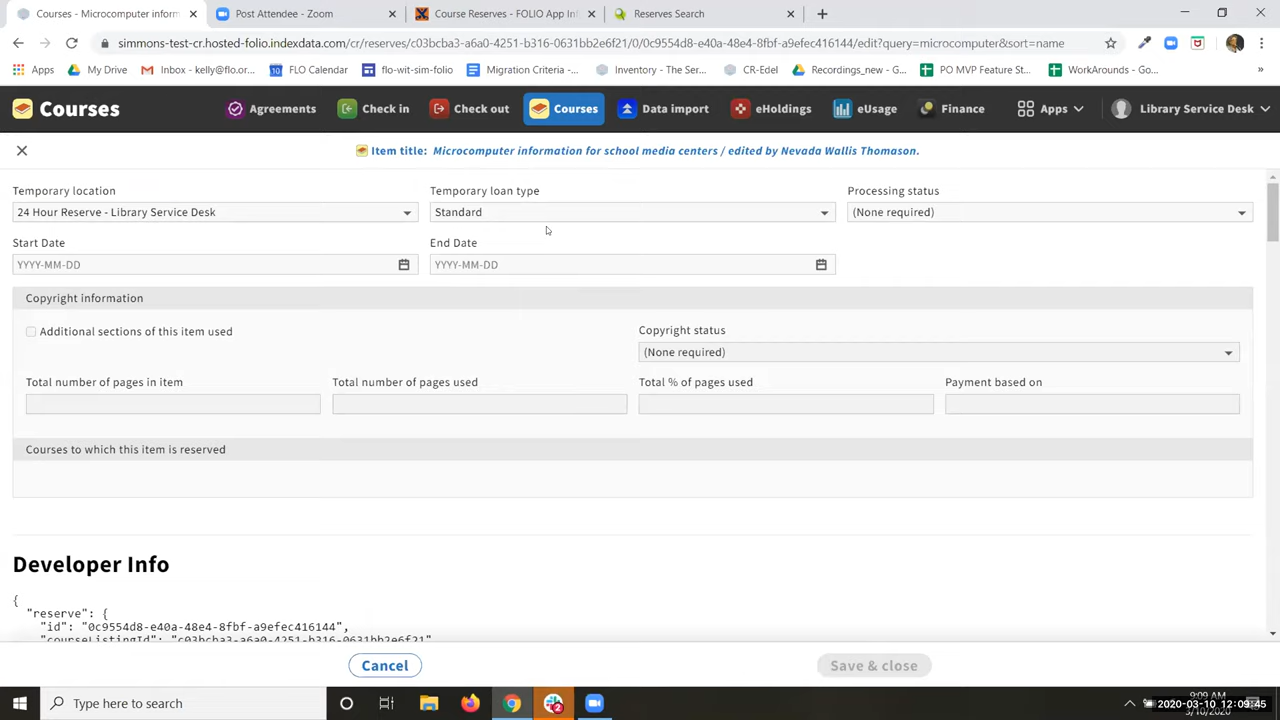 Courses - Microcomputer inform
Post Attendee - Zoom
Course Reserves - FOLIO App Int
Reserves Search
simmons-test-cr.hosted-folio.indexdata.com/cr/reserves/c03bcba3-a6a0-4251-b316-0631bb2e6f21/0/0c9554d8-e40a-48e4-8fbf-a9efec416144/edit?query=microcomputer&sort=name
Apps
My Drive
Inbox - kelly@flo.or...
FLO Calendar
flo-wit-sim-folio
Migration Criteria -...
Inventory - The Ser...
CR-Edel
Recordings_new - G...
PO MVP Feature St...
WorkArounds - Go...
Courses
Agreements
Check in
Check out
Courses
Data import
eHoldings
eUsage
Finance
Apps
Library Service Desk
Item title: Microcomputer information for school media centers / edited by Nevada Wallis Thomason.
Temporary location
Temporary loan type
Processing status
24 Hour Reserve - Library Service Desk
Standard
(None required)
Start Date
End Date
YYYY-MM-DD
YYYY-MM-DD
Copyright information
Additional sections of this item used
Copyright status
(None required)
Total number of pages in item
Total number of pages used
Total % of pages used
Payment based on
Courses to which this item is reserved
Developer Info
{
"reserve": {
"id": "0c9554d8-e40a-48e4-8fbf-a9efec416144",
"courseListingId": "c03bcba3-a6a0-4251-b316-0631bb2e6f21"
Cancel
Save & close
Type here to search
9:09 AM
2020-03-10 12:09:45